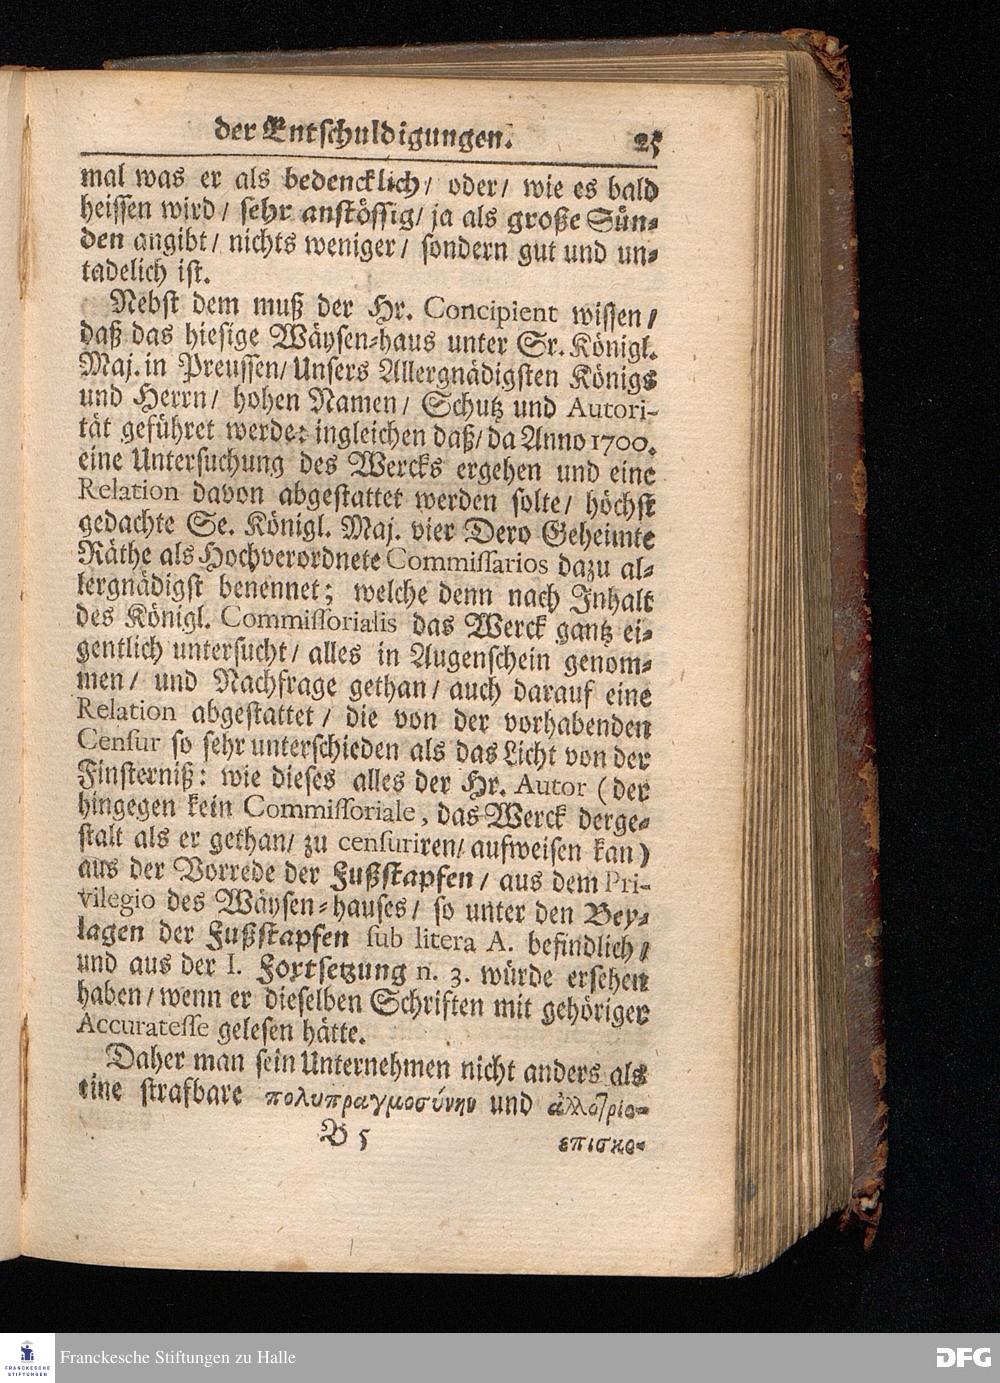 der Entschuldigungen. 25
mal was er als bedencklich/ oder/ wie es bald
heissen wird/ sehr anstössig/ ja als große Sün-
den angibt/ nichts weniger/ sondern gut und un-
tadelich ist.
Nebst dem muß der Hr. Concipient wissen/
daß das hiesige Wäysen-haus unter Sr. Königl.
Maj. in Preussen/ Unsers Allergnädigsten Königs
und Herrn/ hohen Namen/ Schutz und Autori-
tät geführet werde: ingleichen daß/ da Anno 1700.
eine Untersuchung des Wercks ergehen und eine
Relation davon abgestattet werden solte/ höchst
gedachte Se. Königl. Maj. vier Dero Geheimte
Räthe als Hochverordnete Commissarios dazu al-
lergnädigst benennet; welche denn nach Inhalt
des Königl. Commissorialis das Werck gantz ei-
gentlich untersucht/ alles in Augenschein genom-
men/ und Nachfrage gethan/ auch darauf eine
Relation abgestattet/ die von der vorhabenden
Censur so sehr unterschieden als das Licht von der
Finsterniß: wie dieses alles der Hr. Autor (der
hingegen kein Commissoriale, das Werck derge-
stalt als er gethan/ zu censuriren/ aufweisen kan)
aus der Vorrede der Fußstapfen/ aus dem Pri-
vilegio des Wäysen-hauses/ so unter den Bey-
lagen der Fußstapfen sub litera A. befindlich/
und aus der I. Fortsetzung n. 3. würde ersehen
haben/ wenn er dieselben Schriften mit gehöriger
Accuratesse gelesen hätte.
Daher man sein Unternehmen nicht anders als
eine strafbare πολυπραγμοσύνην und ἀλλοτριο-
B 5 επισκο-
Franckesche Stiftungen zu Halle
FRANCKESCHE
STIFTUNGEN
DFG